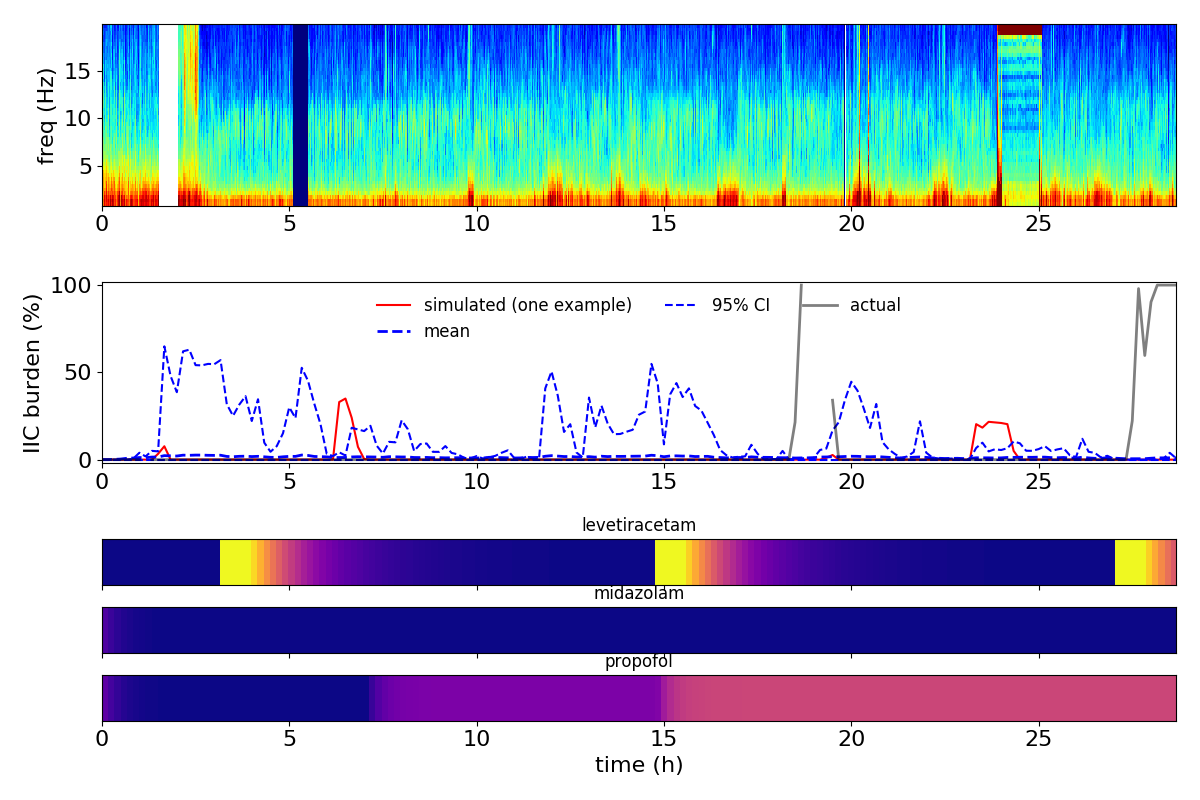 freq (Hz)
15
10
5
0 5 10 15 20 25
IIC burden (%)
100
50
0
simulated (one example) 95% CI actual
mean
0 5 10 15 20 25
levetiracetam
midazolam
propofol
0 5 10 15 20 25
time (h)